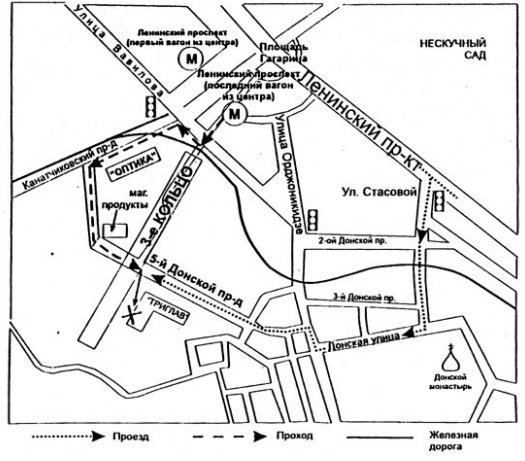 Ленинский проспект
(первый вагон из центра)
Улица Вавилова
М
Площадь
Гагарина
НЕСКУЧНЫЙ
САД
Ленинский проспект
(последний вагон
из центра)
М
Ленинский пр-кт
Канатчиковский пр-д
"ОПТИКА"
Улица Орджоникидзе
Ул. Стасовой
маг.
продукты
3-е КОЛЬЦО
2-ой Донской пр.
5-й Донской пр-д
3-й Донской пр.
"ТРИГЛАВ"
Донская улица
Донской
монастырь
Проезд
Проход
Железная
дорога